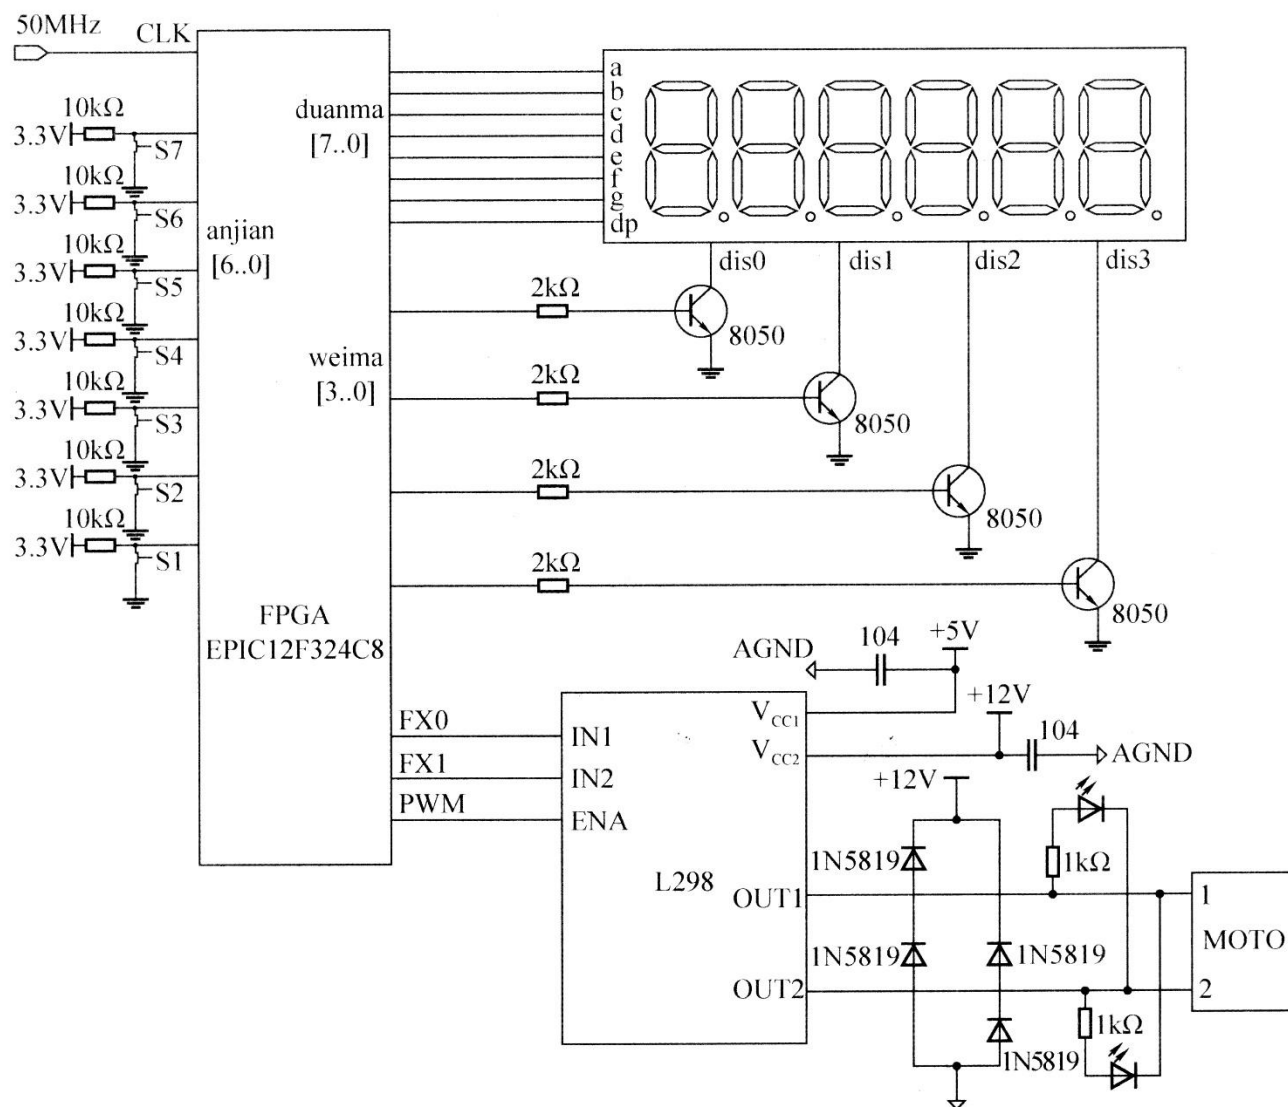 50MHz
CLK
10kΩ
3.3V
S7
10kΩ
3.3V
S6
10kΩ
3.3V
S5
10kΩ
3.3V
S4
10kΩ
3.3V
S3
10kΩ
3.3V
S2
10kΩ
3.3V
S1
anjian
[6..0]
duanma
[7..0]
weima
[3..0]
FPGA
EPIC12F324C8
a
b
c
d
e
f
g
dp
dis0
dis1
dis2
dis3
2kΩ
8050
2kΩ
8050
2kΩ
8050
2kΩ
8050
FX0
FX1
PWM
IN1
IN2
ENA
L298
VCC1
VCC2
OUT1
OUT2
AGND
104
+5V
+12V
104
AGND
+12V
1N5819
1N5819
1N5819
1N5819
1kΩ
1kΩ
1
MOTO
2